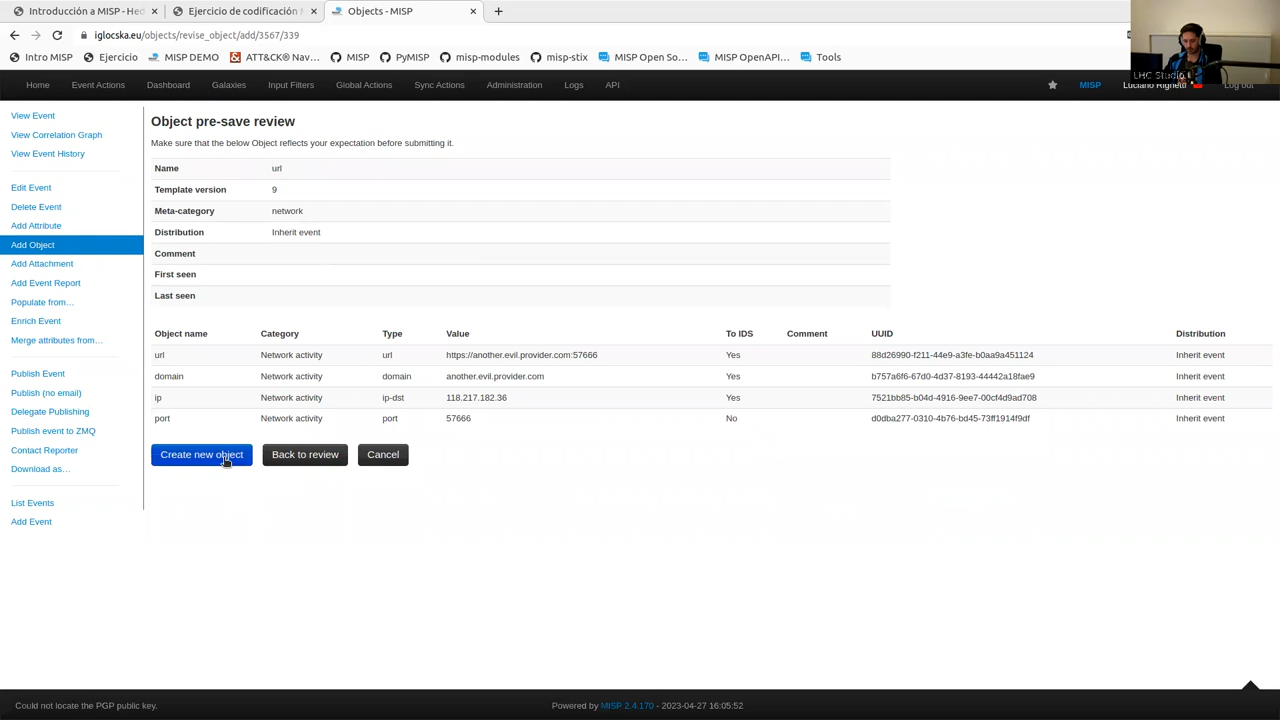 Introducción a MISP - Hed
Ejercicio de codificación M
Objects - MISP
iglocska.eu/objects/revise_object/add/3567/339
Intro MISP Ejercicio MISP DEMO ATT&CK® Nav… MISP PyMISP misp-modules misp-stix MISP Open So… MISP OpenAPI… Tools
LHC Studio 1
Home Event Actions Dashboard Galaxies Input Filters Global Actions Sync Actions Administration Logs API MISP Luciano Righetti Log out
View Event
View Correlation Graph
View Event History
Edit Event
Delete Event
Add Attribute
Add Object
Add Attachment
Add Event Report
Populate from…
Enrich Event
Merge attributes from…
Publish Event
Publish (no email)
Delegate Publishing
Publish event to ZMQ
Contact Reporter
Download as…
List Events
Add Event
Object pre-save review
Make sure that the below Object reflects your expectation before submitting it.
Name url
Template version 9
Meta-category network
Distribution Inherit event
Comment
First seen
Last seen
Object name Category Type Value To IDS Comment UUID Distribution
url Network activity url https://another.evil.provider.com:57666 Yes 88d26990-f211-44e9-a3fe-b0aa9a451124 Inherit event
domain Network activity domain another.evil.provider.com Yes b757a6f6-67d0-4d37-8193-44442a18fae9 Inherit event
ip Network activity ip-dst 118.217.182.36 Yes 7521bb85-b04d-4916-9ee7-00cf4d9ad708 Inherit event
port Network activity port 57666 No d0dba277-0310-4b76-bd45-73ff1914f9df Inherit event
Create new object Back to review Cancel
Could not locate the PGP public key. Powered by MISP 2.4.170 - 2023-04-27 16:05:52